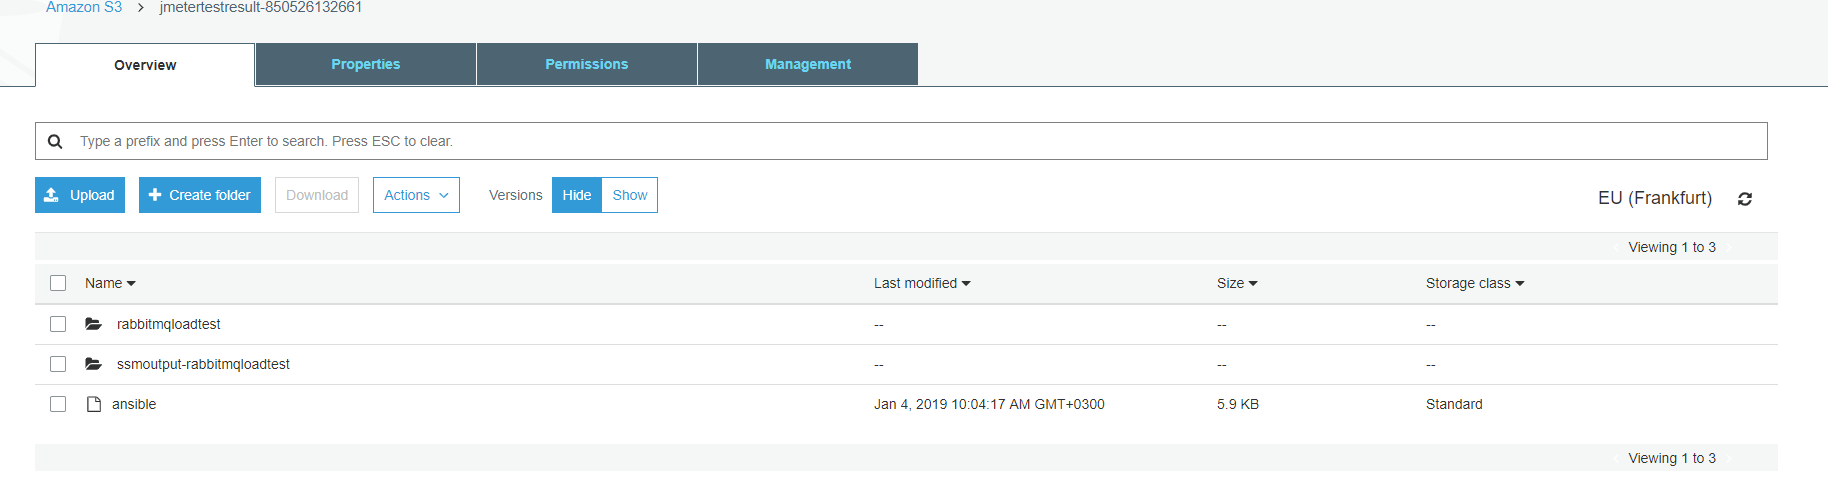 Amazon S3 > jmetertestresult-850526132661
Overview Properties Permissions Management
Type a prefix and press Enter to search. Press ESC to clear.
Upload Create folder Download Actions Versions Hide Show EU (Frankfurt)
Viewing 1 to 3
Name Last modified Size Storage class
rabbitmqloadtest -- -- --
ssmoutput-rabbitmqloadtest -- -- --
ansible Jan 4, 2019 10:04:17 AM GMT+0300 5.9 KB Standard
Viewing 1 to 3